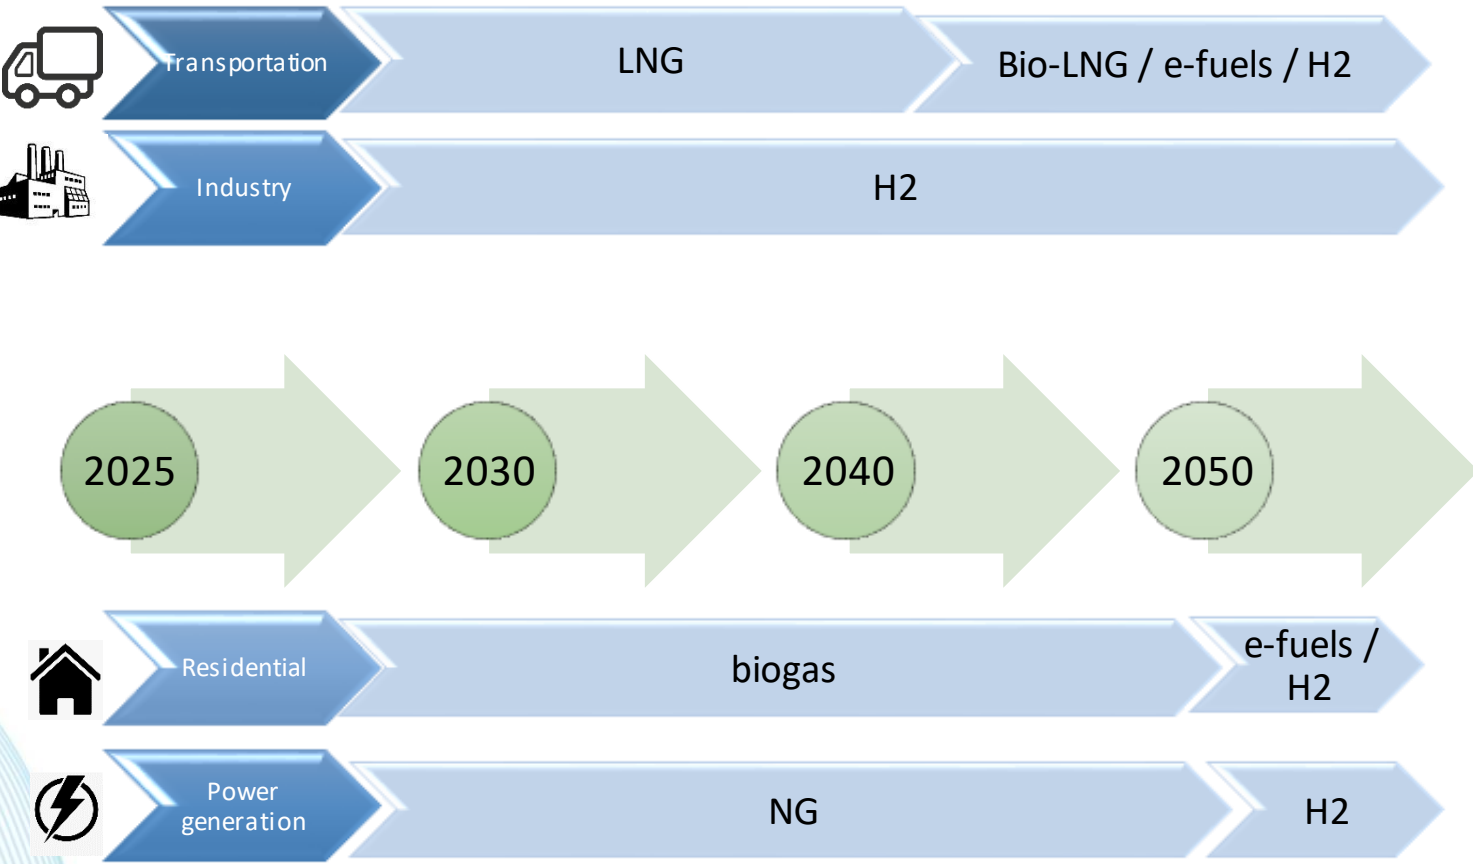 Transportation
LNG
Bio-LNG / e-fuels / H2
Industry
H2
2025
2030
2040
2050
Residential
biogas
e-fuels /
H2
Power
generation
NG
H2